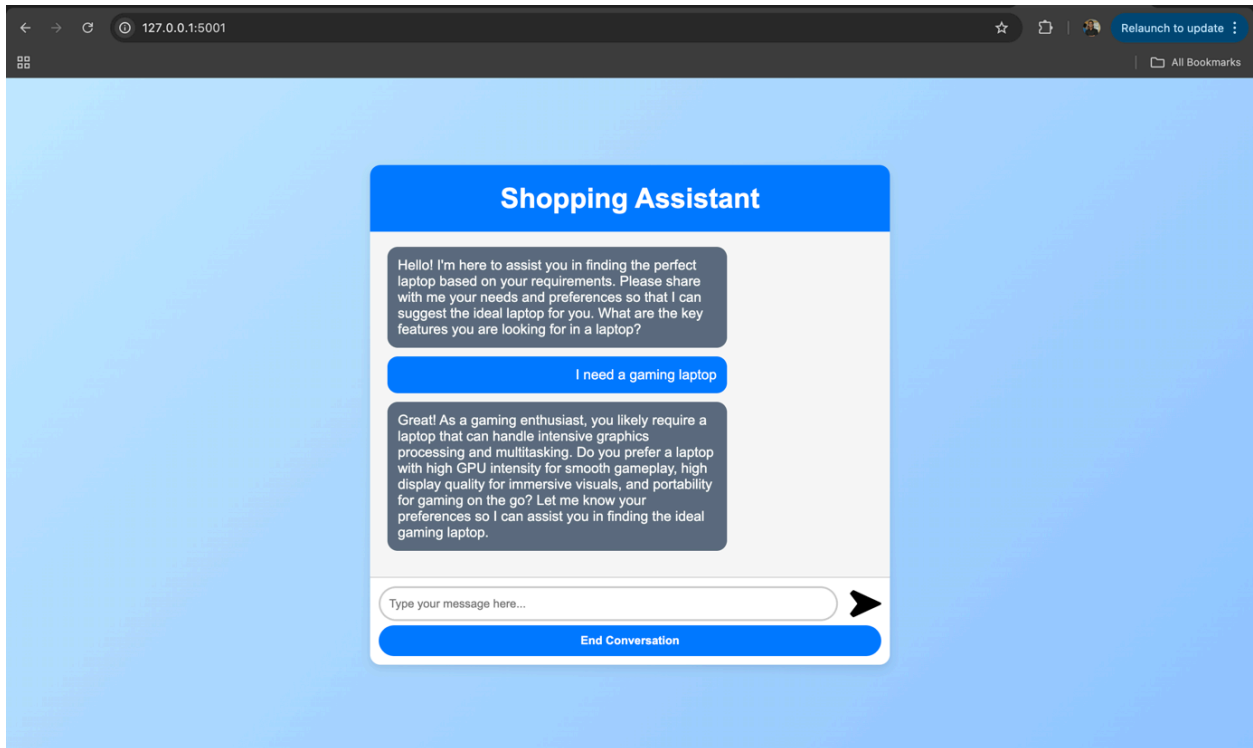 127.0.0.1:5001
Relaunch to update
All Bookmarks
Shopping Assistant
Hello! I'm here to assist you in finding the perfect
laptop based on your requirements. Please share
with me your needs and preferences so that I can
suggest the ideal laptop for you. What are the key
features you are looking for in a laptop?
I need a gaming laptop
Great! As a gaming enthusiast, you likely require a
laptop that can handle intensive graphics
processing and multitasking. Do you prefer a laptop
with high GPU intensity for smooth gameplay, high
display quality for immersive visuals, and portability
for gaming on the go? Let me know your
preferences so I can assist you in finding the ideal
gaming laptop.
Type your message here...
End Conversation